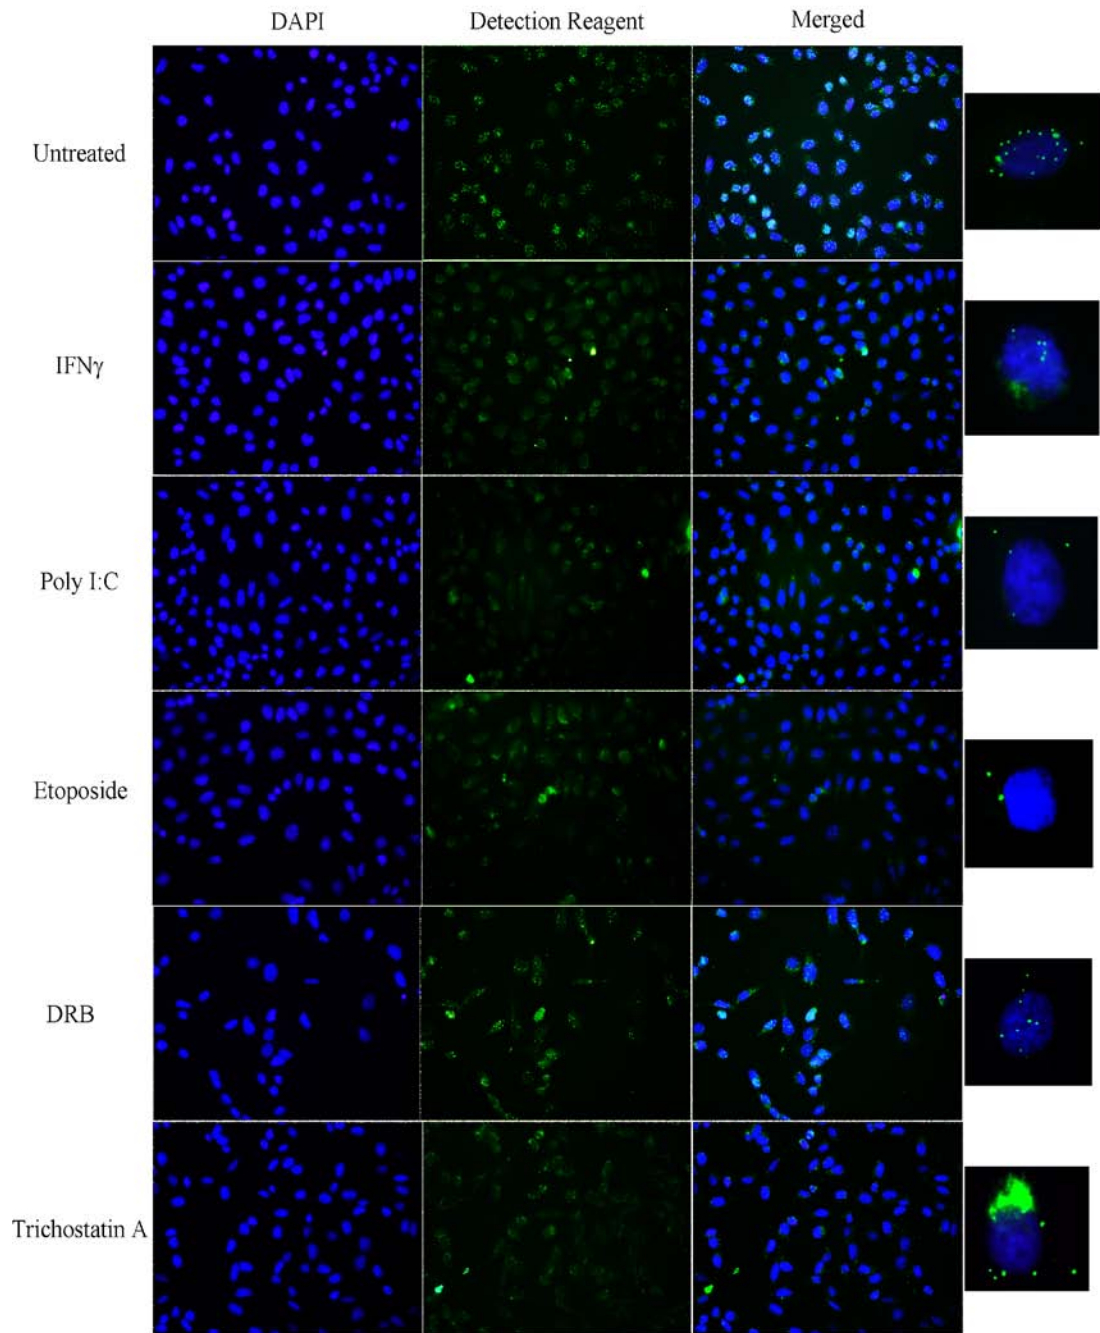 DAPI Detection Reagent Merged
Untreated
IFNγ
Poly I:C
Etoposide
DRB
Trichostatin A